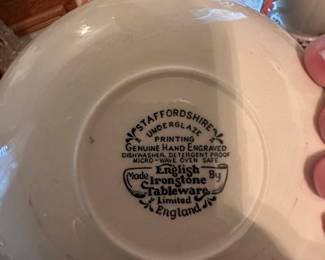 STAFFORDSHIRE
UNDERGLAZE
PRINTING
GENUINE HAND ENGRAVED
DISHWASHER, DETERGENT PROOF
MICRO-WAVE OVEN SAFE
English
Made Ironstone By
Tableware
Limited
England